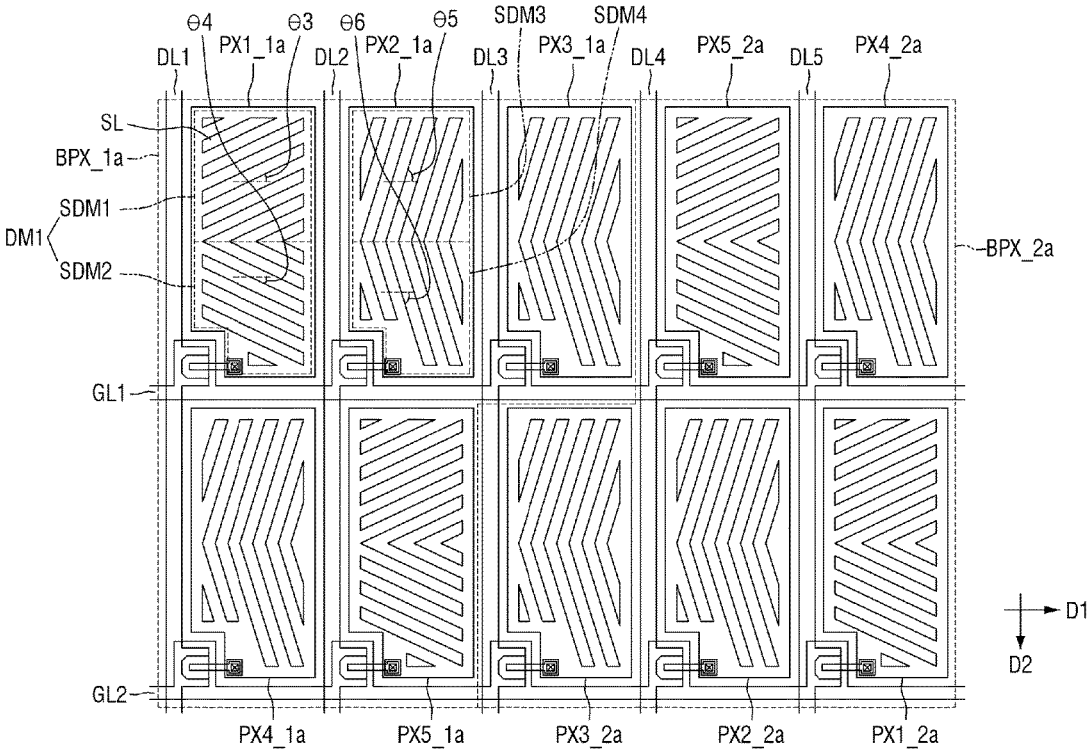 Θ4 Θ3 Θ6 Θ5 SDM3 SDM4
DL1 PX1_1a DL2 PX2_1a DL3 PX3_1a DL4 PX5_2a DL5 PX4_2a
SL
BPX_1a
SDM1
DM1
BPX_2a
SDM2
GL1
D1
D2
GL2
PX4_1a PX5_1a PX3_2a PX2_2a PX1_2a